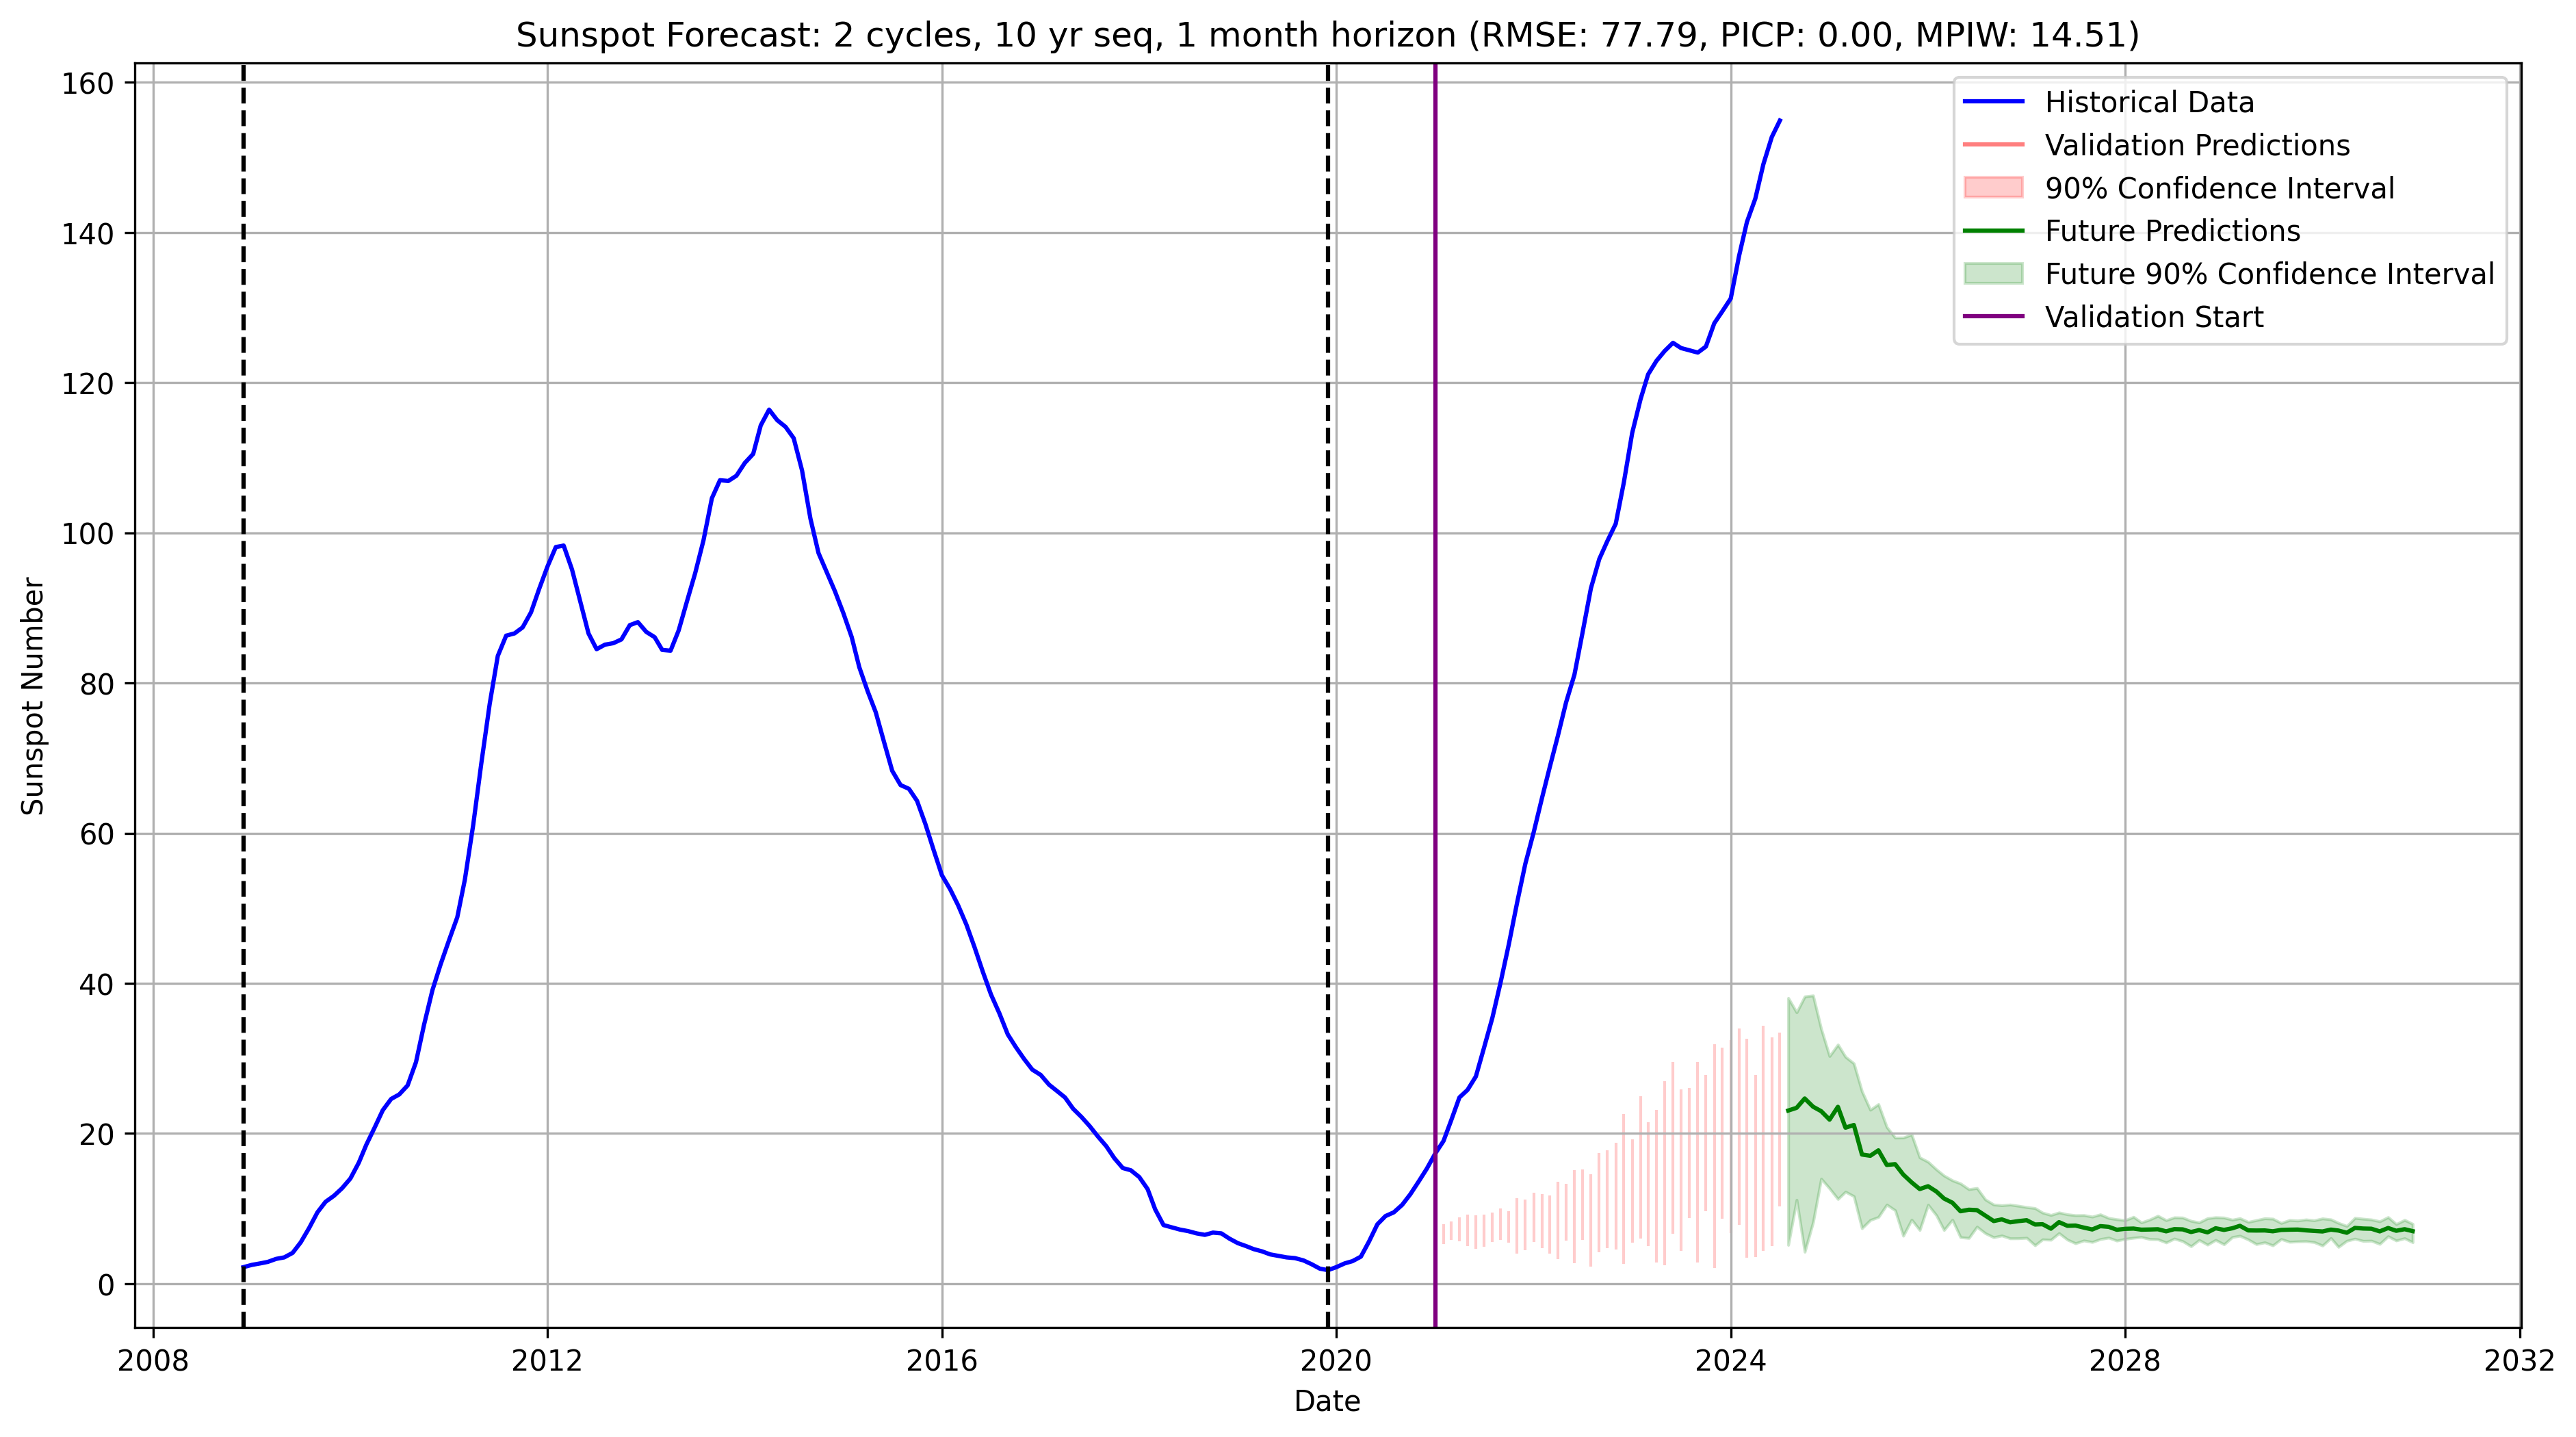 Sunspot Forecast: 2 cycles, 10 yr seq, 1 month horizon (RMSE: 77.79, PICP: 0.00, MPIW: 14.51)
Historical Data
Validation Predictions
90% Confidence Interval
Future Predictions
Future 90% Confidence Interval
Validation Start
Sunspot Number
160
140
120
100
80
60
40
20
0
2008
2012
2016
2020
2024
2028
2032
Date